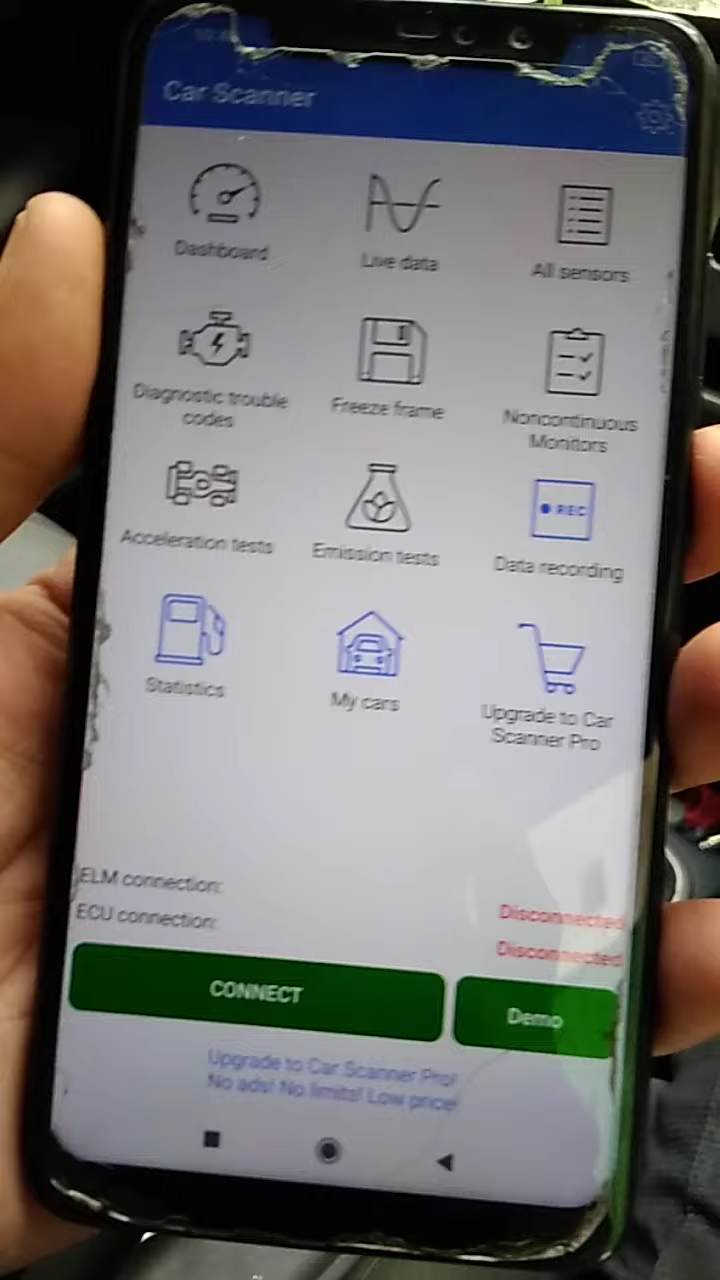 Car Scanner
Dashboard
Live data
All sensors
Diagnostic trouble
codes
Freeze frame
Noncontinuous
Monitors
Acceleration tests
Emission tests
REC
Data recording
Statistics
My cars
Upgrade to Car
Scanner Pro
ELM connection:
Disconnected
ECU connection:
Disconnected
CONNECT
Demo
Upgrade to Car Scanner Pro!
No ads! No limits! Low price!